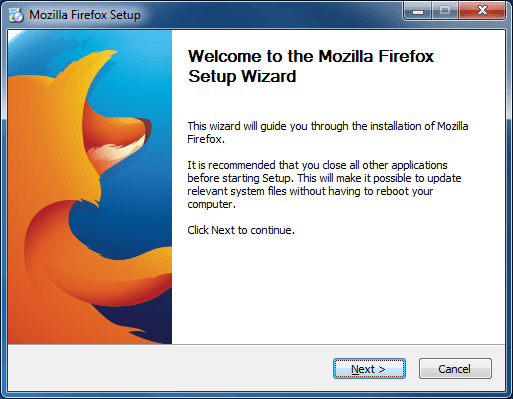 Mozilla Firefox Setup
Welcome to the Mozilla Firefox
Setup Wizard
This wizard will guide you through the installation of Mozilla
Firefox.
It is recommended that you close all other applications
before starting Setup. This will make it possible to update
relevant system files without having to reboot your
computer.
Click Next to continue.
Next >
Cancel